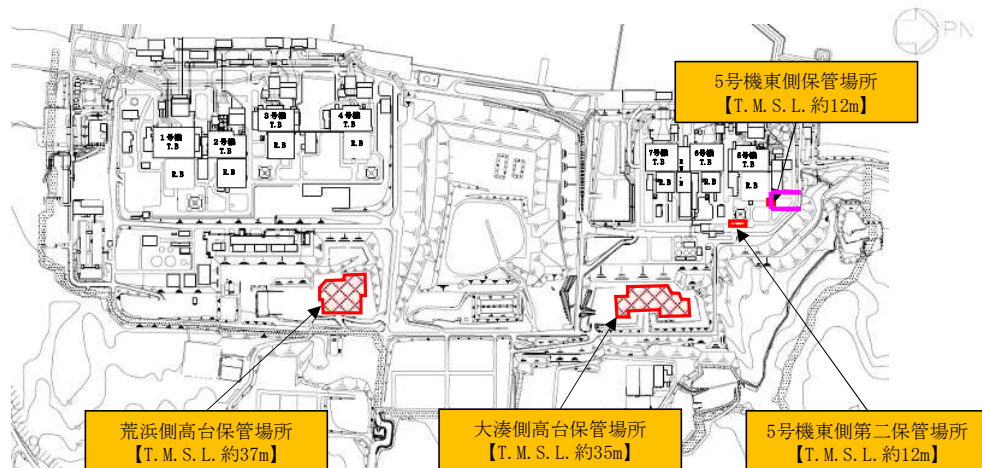 PN
5号機東側保管場所
【T.M.S.L.約12m】
1号機
T.B
2号機
T.B
R.B
3号機
T.B
R.B
4号機
T.B
R.B
7号機
T.B
R.B
6号機
T.B
R.B
5号機
T.B
R.B
荒浜側高台保管場所
【T.M.S.L.約37m】
大湊側高台保管場所
【T.M.S.L.約35m】
5号機東側第二保管場所
【T.M.S.L.約12m】